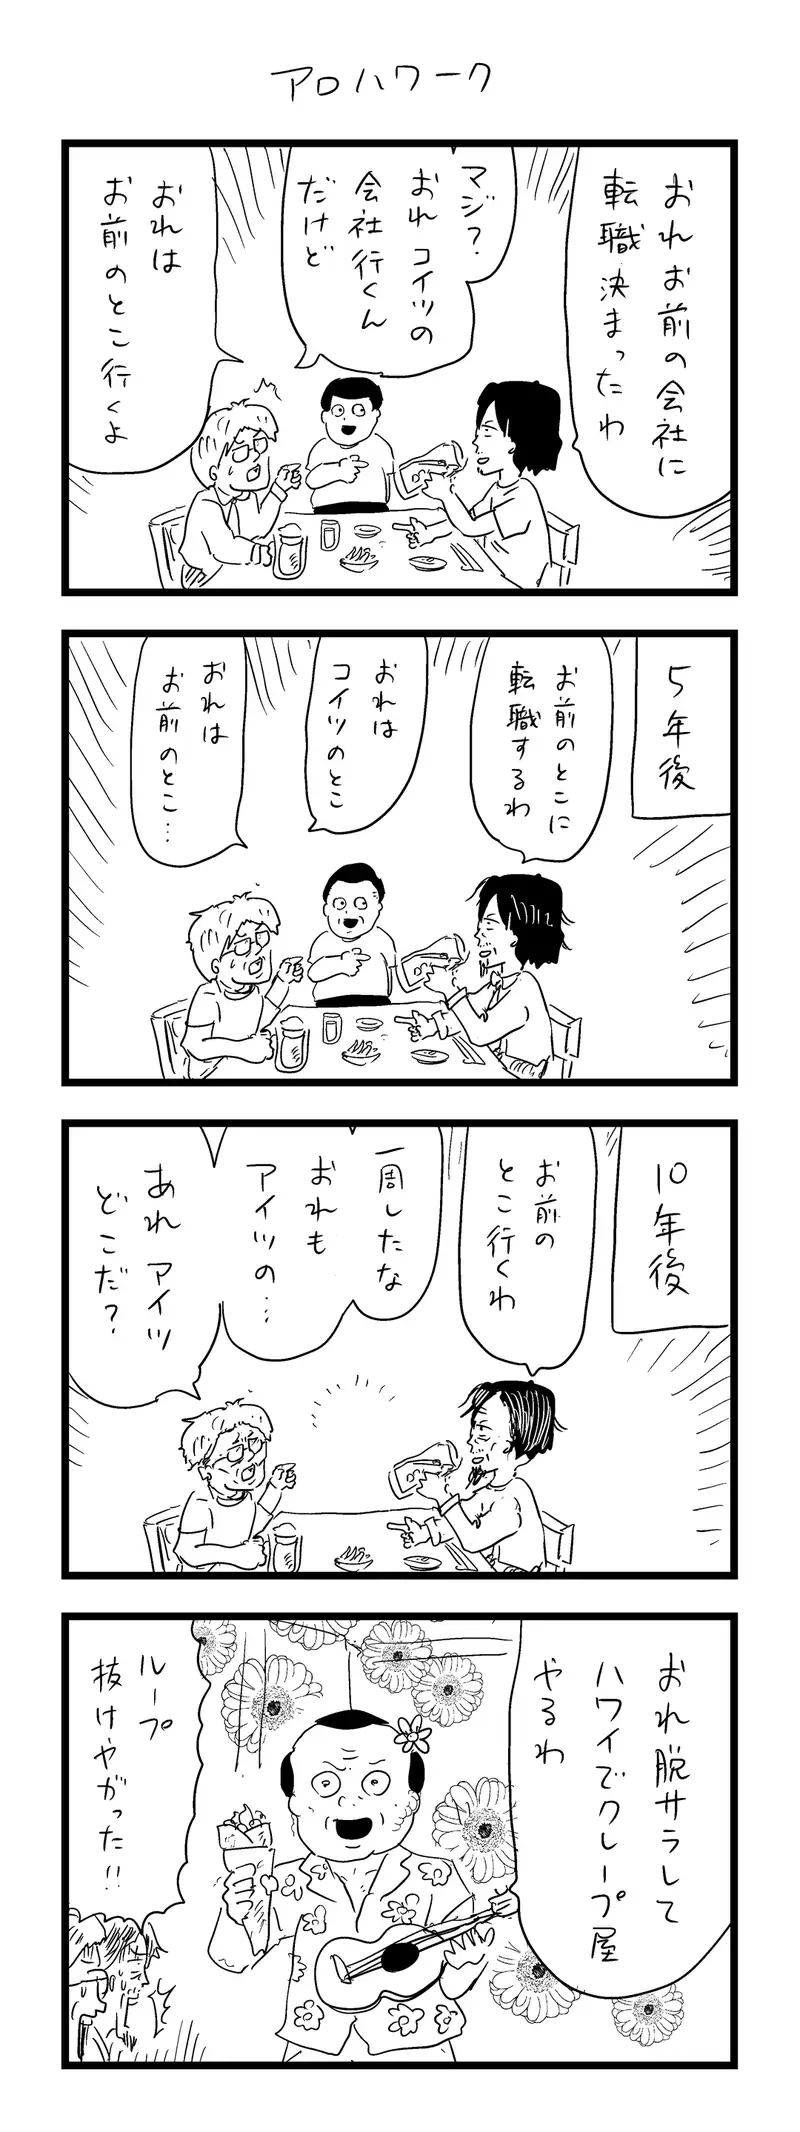 アロハワーク
おれお前の会社に
転職決まったわ
マジ？
おれコイツの
会社行くん
だけど
おれは
お前のとこ行くよ
5年後
お前のとこに
転職するわ
おれは
コイツのとこ
おれは
お前のとこ…
10年後
お前の
とこ行くわ
一周したな
おれも
アイツの…
あれアイツ
どこだ？
おれ脱サラして
ハワイでクレープ屋
やるわ
ループ
抜けやがった!!